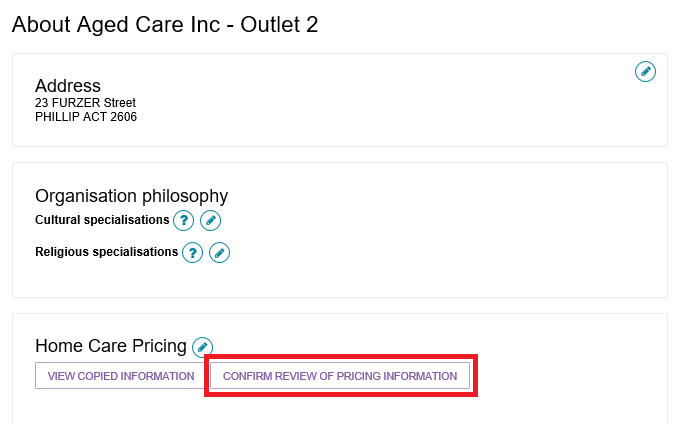 About Aged Care Inc - Outlet 2
Address
23 FURZER Street
PHILLIP ACT 2606
Organisation philosophy
Cultural specialisations ?
Religious specialisations ?
Home Care Pricing
VIEW COPIED INFORMATION CONFIRM REVIEW OF PRICING INFORMATION